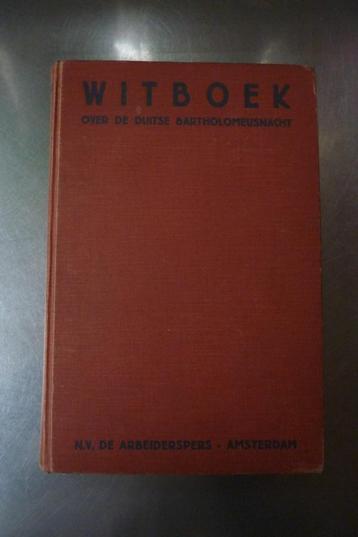 WITBOEK
OVER DE DUITSE BARTHOLOMEUSNACHT
N.V. DE ARBEIDERSPERS - AMSTERDAM